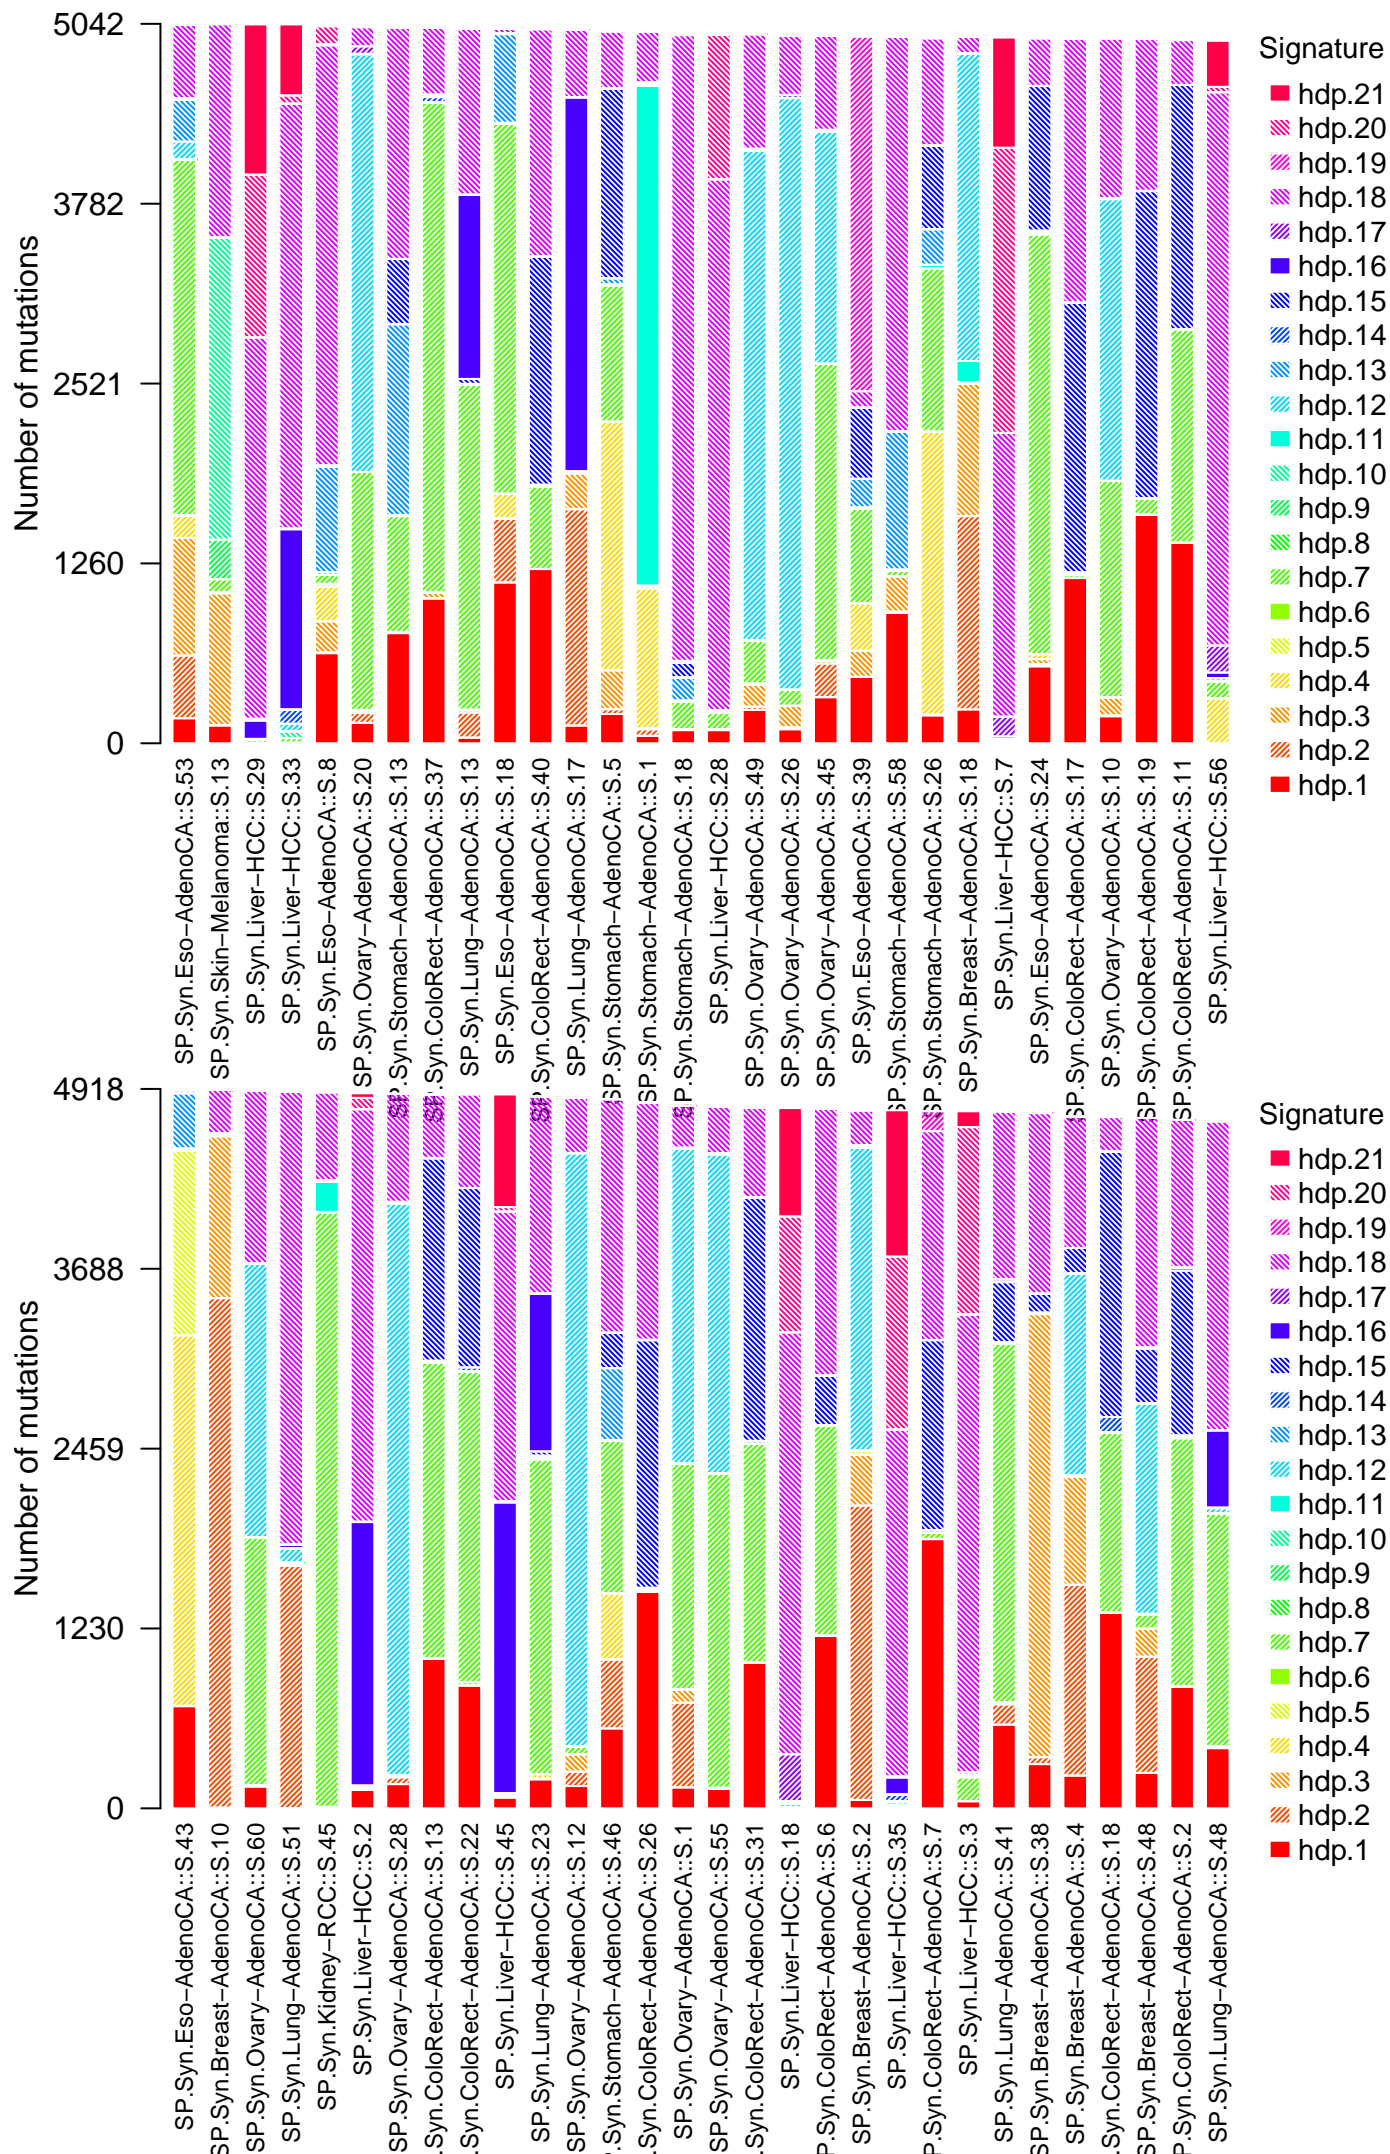 Number of mutations
5042
3782
2521
1260
0
SP.Syn.Eso−AdenoCA::S.53
SP.Syn.Skin−Melanoma::S.13
SP.Syn.Liver−HCC::S.29
SP.Syn.Liver−HCC::S.33
SP.Syn.Eso−AdenoCA::S.8
SP.Syn.Ovary−AdenoCA::S.20
SP.Syn.Stomach−AdenoCA::S.13
SP.Syn.ColoRect−AdenoCA::S.37
SP.Syn.Lung−AdenoCA::S.13
SP.Syn.Eso−AdenoCA::S.18
SP.Syn.ColoRect−AdenoCA::S.40
SP.Syn.Lung−AdenoCA::S.17
SP.Syn.Stomach−AdenoCA::S.5
SP.Syn.Stomach−AdenoCA::S.1
SP.Syn.Stomach−AdenoCA::S.18
SP.Syn.Liver−HCC::S.28
SP.Syn.Ovary−AdenoCA::S.49
SP.Syn.Ovary−AdenoCA::S.26
SP.Syn.Ovary−AdenoCA::S.45
SP.Syn.Eso−AdenoCA::S.39
SP.Syn.Stomach−AdenoCA::S.58
SP.Syn.Stomach−AdenoCA::S.26
SP.Syn.Breast−AdenoCA::S.18
SP.Syn.Liver−HCC::S.7
SP.Syn.Eso−AdenoCA::S.24
SP.Syn.ColoRect−AdenoCA::S.17
SP.Syn.Ovary−AdenoCA::S.10
SP.Syn.ColoRect−AdenoCA::S.19
SP.Syn.ColoRect−AdenoCA::S.11
SP.Syn.Liver−HCC::S.56
Signature
hdp.21
hdp.20
hdp.19
hdp.18
hdp.17
hdp.16
hdp.15
hdp.14
hdp.13
hdp.12
hdp.11
hdp.10
hdp.9
hdp.8
hdp.7
hdp.6
hdp.5
hdp.4
hdp.3
hdp.2
hdp.1
Number of mutations
4918
3688
2459
1230
0
SP.Syn.Eso−AdenoCA::S.43
SP.Syn.Breast−AdenoCA::S.10
SP.Syn.Ovary−AdenoCA::S.60
SP.Syn.Lung−AdenoCA::S.51
SP.Syn.Kidney−RCC::S.45
SP.Syn.Liver−HCC::S.2
SP.Syn.Ovary−AdenoCA::S.28
.Syn.ColoRect−AdenoCA::S.13
.Syn.ColoRect−AdenoCA::S.22
SP.Syn.Liver−HCC::S.45
SP.Syn.Lung−AdenoCA::S.23
SP.Syn.Ovary−AdenoCA::S.12
.Syn.Stomach−AdenoCA::S.46
.Syn.ColoRect−AdenoCA::S.26
SP.Syn.Ovary−AdenoCA::S.1
SP.Syn.Ovary−AdenoCA::S.55
.Syn.ColoRect−AdenoCA::S.31
SP.Syn.Liver−HCC::S.18
P.Syn.ColoRect−AdenoCA::S.6
SP.Syn.Breast−AdenoCA::S.2
SP.Syn.Liver−HCC::S.35
P.Syn.ColoRect−AdenoCA::S.7
SP.Syn.Liver−HCC::S.3
SP.Syn.Lung−AdenoCA::S.41
SP.Syn.Breast−AdenoCA::S.38
SP.Syn.Breast−AdenoCA::S.4
.Syn.ColoRect−AdenoCA::S.18
SP.Syn.Breast−AdenoCA::S.48
P.Syn.ColoRect−AdenoCA::S.2
SP.Syn.Lung−AdenoCA::S.48
Signature
hdp.21
hdp.20
hdp.19
hdp.18
hdp.17
hdp.16
hdp.15
hdp.14
hdp.13
hdp.12
hdp.11
hdp.10
hdp.9
hdp.8
hdp.7
hdp.6
hdp.5
hdp.4
hdp.3
hdp.2
hdp.1